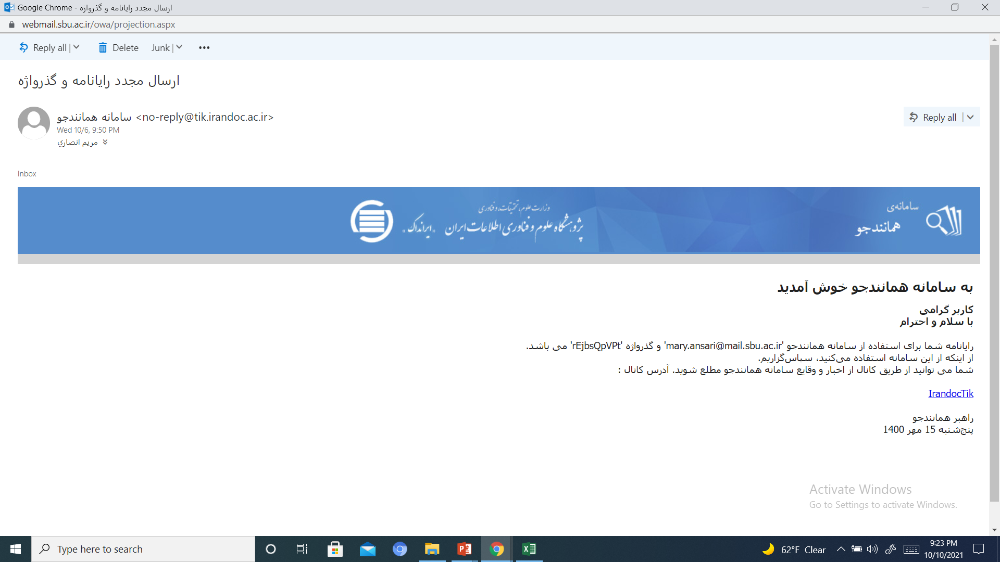 ارسال مجدد رایانامه و گذرواژه - Google Chrome
webmail.sbu.ac.ir/owa/projection.aspx
Reply all | Delete Junk | •••
ارسال مجدد رایانامه و گذرواژه
سامانه همانندجو <no-reply@tik.irandoc.ac.ir>
Reply all |
Wed 10/6, 9:50 PM
مریم انصاري
Inbox
سامانه‌ی
همانندجو
وزارت علوم، تحقیقات، و فناوری
پژوهشگاه علوم و فناوری اطلاعات ایران «ایرانداک»
به سامانه همانندجو خوش آمدید
کاربر گرامی
با سلام و احترام
رایانامه شما برای استفاده از سامانه همانندجو 'mary.ansari@mail.sbu.ac.ir' و گذرواژه 'rEjbsQpVPt' می باشد.
از اینکه از این سامانه استفاده می‌کنید، سپاس‌گزاریم.
شما می توانید از طریق کانال از اخبار و وقایع سامانه همانندجو مطلع شوید. آدرس کانال :
IrandocTik
راهبر همانندجو
پنج‌شنبه 15 مهر 1400
Activate Windows
Go to Settings to activate Windows.
Type here to search
62°F Clear
9:23 PM
10/10/2021